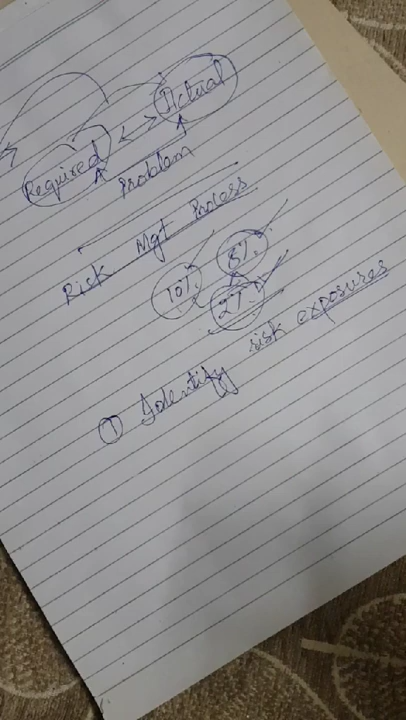 Required <-> Actual
Problem
Risk Mgt Process
10%. 8%.
2%.
① Identify risk exposures